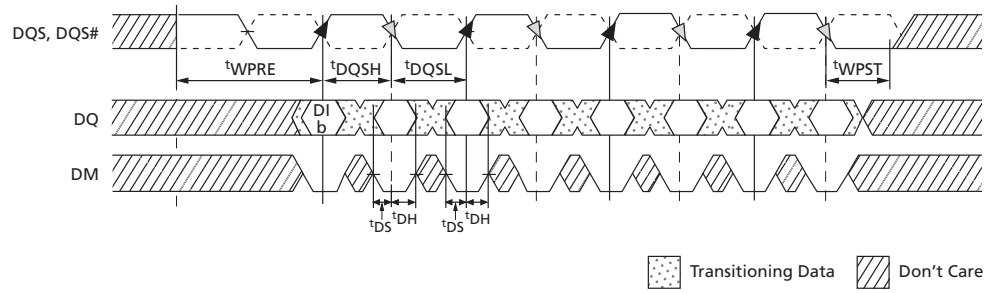 DQS, DQS#
tWPRE
tDQSH
tDQSL
tWPST
DQ
DI
b
DM
tDS
tDH
tDS
tDH
Transitioning Data
Don't Care